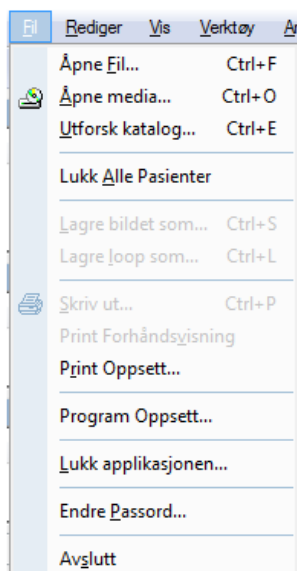 Fil Rediger Vis Verktøy
Åpne Fil... Ctrl+F
Åpne media... Ctrl+O
Utforsk katalog... Ctrl+E
Lukk Alle Pasienter
Lagre bildet som... Ctrl+S
Lagre loop som... Ctrl+L
Skriv ut... Ctrl+P
Print Forhåndsvisning
Print Oppsett...
Program Oppsett...
Lukk applikasjonen...
Endre Passord...
Avslutt